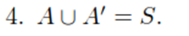 4. A ∪ A′ = S.